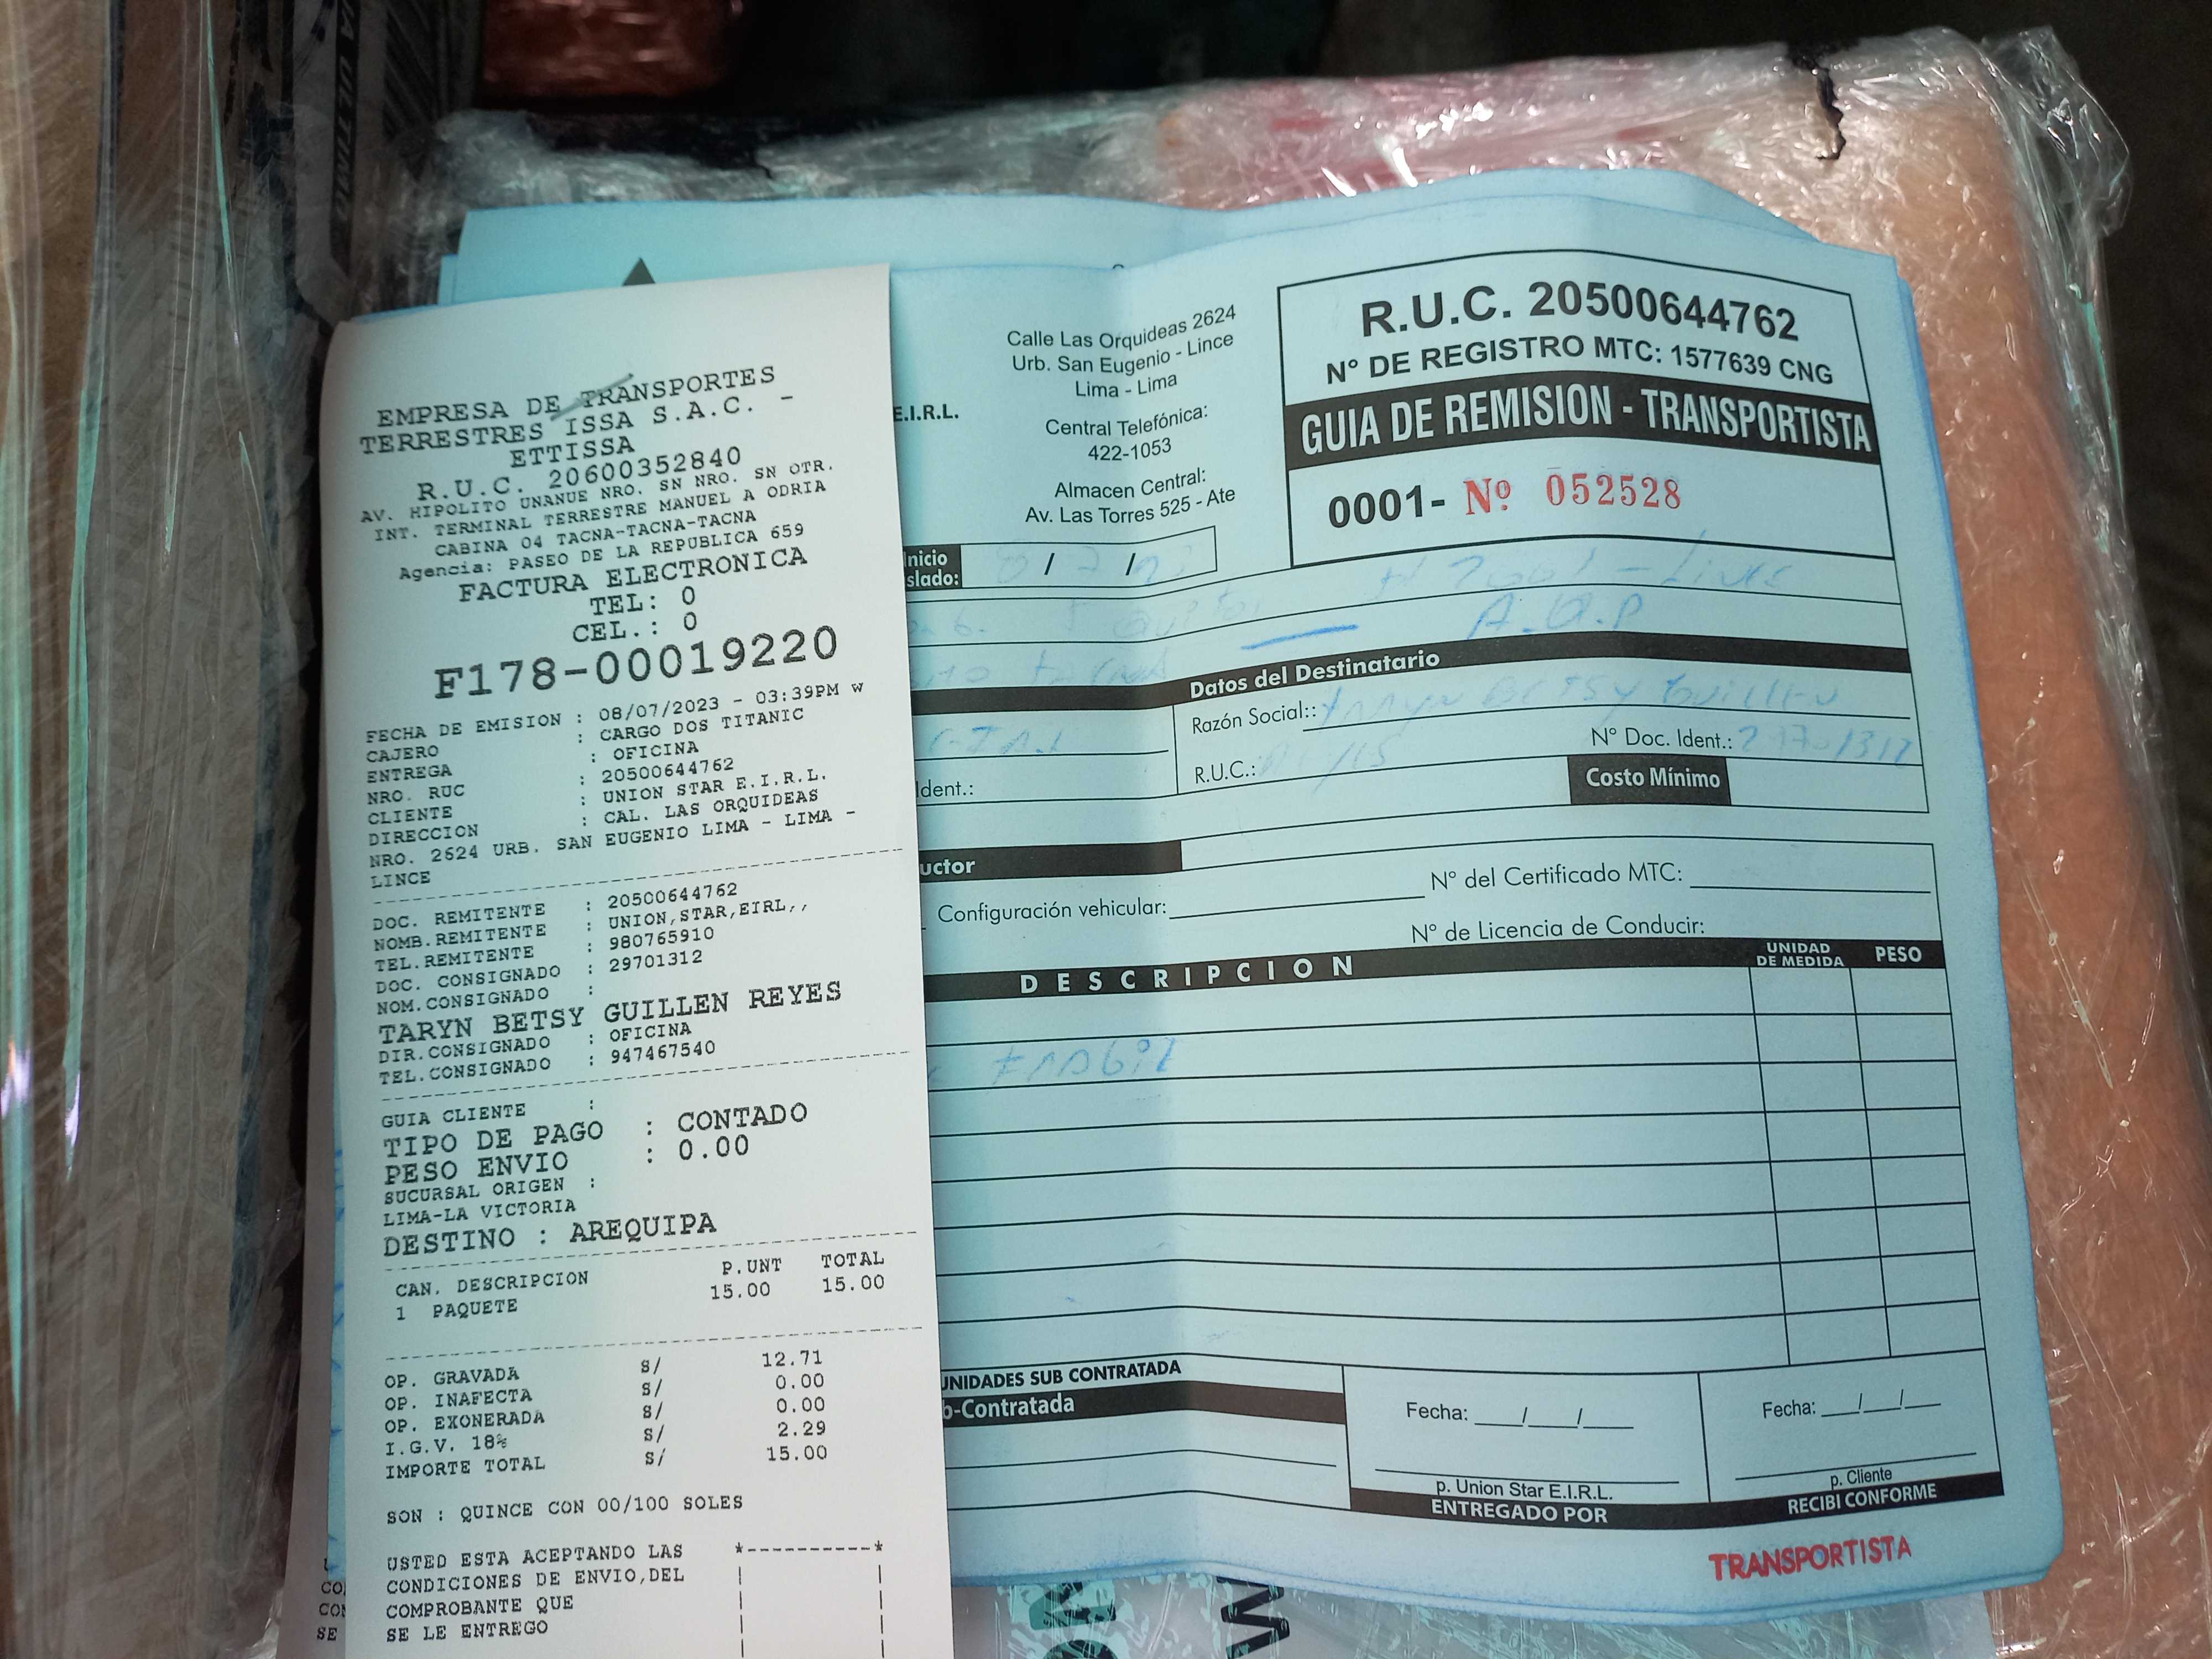 EMPRESA DE TRANSPORTES
TERRESTRES ISSA S.A.C. -
ETTISSA
R.U.C. 20600352840
AV. HIPOLITO UNANUE NRO. SN NRO. SN OTR.
INT. TERMINAL TERRESTRE MANUEL A ODRIA
CABINA 04 TACNA-TACNA-TACNA
Agencia: PASEO DE LA REPUBLICA 659
FACTURA ELECTRONICA
TEL: 0
CEL.: 0
F178-00019220
FECHA DE EMISION : 08/07/2023 - 03:39PM w
CAJERO : CARGO DOS TITANIC
ENTREGA : OFICINA
NRO. RUC : 20500644762
CLIENTE : UNION STAR E.I.R.L.
DIRECCION : CAL. LAS ORQUIDEAS
NRO. 2624 URB. SAN EUGENIO LIMA - LIMA -
LINCE
DOC. REMITENTE : 20500644762
NOMB.REMITENTE : UNION,STAR,EIRL,,
TEL.REMITENTE : 980765910
DOC. CONSIGNADO : 29701312
NOM.CONSIGNADO :
TARYN BETSY GUILLEN REYES
DIR.CONSIGNADO : OFICINA
TEL.CONSIGNADO : 947467540
GUIA CLIENTE :
TIPO DE PAGO : CONTADO
PESO ENVIO : 0.00
SUCURSAL ORIGEN :
LIMA-LA VICTORIA
DESTINO : AREQUIPA
CAN. DESCRIPCION P.UNT TOTAL
1 PAQUETE 15.00 15.00
OP. GRAVADA S/ 12.71
OP. INAFECTA S/ 0.00
OP. EXONERADA S/ 0.00
I.G.V. 18% S/ 2.29
IMPORTE TOTAL S/ 15.00
SON : QUINCE CON 00/100 SOLES
USTED ESTA ACEPTANDO LAS
CONDICIONES DE ENVIO,DEL
COMPROBANTE QUE
SE LE ENTREGO
E.I.R.L.
Calle Las Orquideas 2624
Urb. San Eugenio - Lince
Lima - Lima
Central Telefónica:
422-1053
Almacen Central:
Av. Las Torres 525 - Ate
R.U.C. 20500644762
Nº DE REGISTRO MTC: 1577639 CNG
GUIA DE REMISION - TRANSPORTISTA
0001- Nº 052528
Inicio
slado: / /
A.Q.P
Datos del Destinatario
Razón Social::
Nº Doc. Ident.:
R.U.C.:
Ident.:
Costo Mínimo
uctor
Nº del Certificado MTC:
Configuración vehicular:
Nº de Licencia de Conducir:
DESCRIPCION UNIDAD DE MEDIDA PESO
UNIDADES SUB CONTRATADA
b-Contratada
Fecha: / /
p. Union Star E.I.R.L.
ENTREGADO POR
Fecha: / /
p. Cliente
RECIBI CONFORME
TRANSPORTISTA